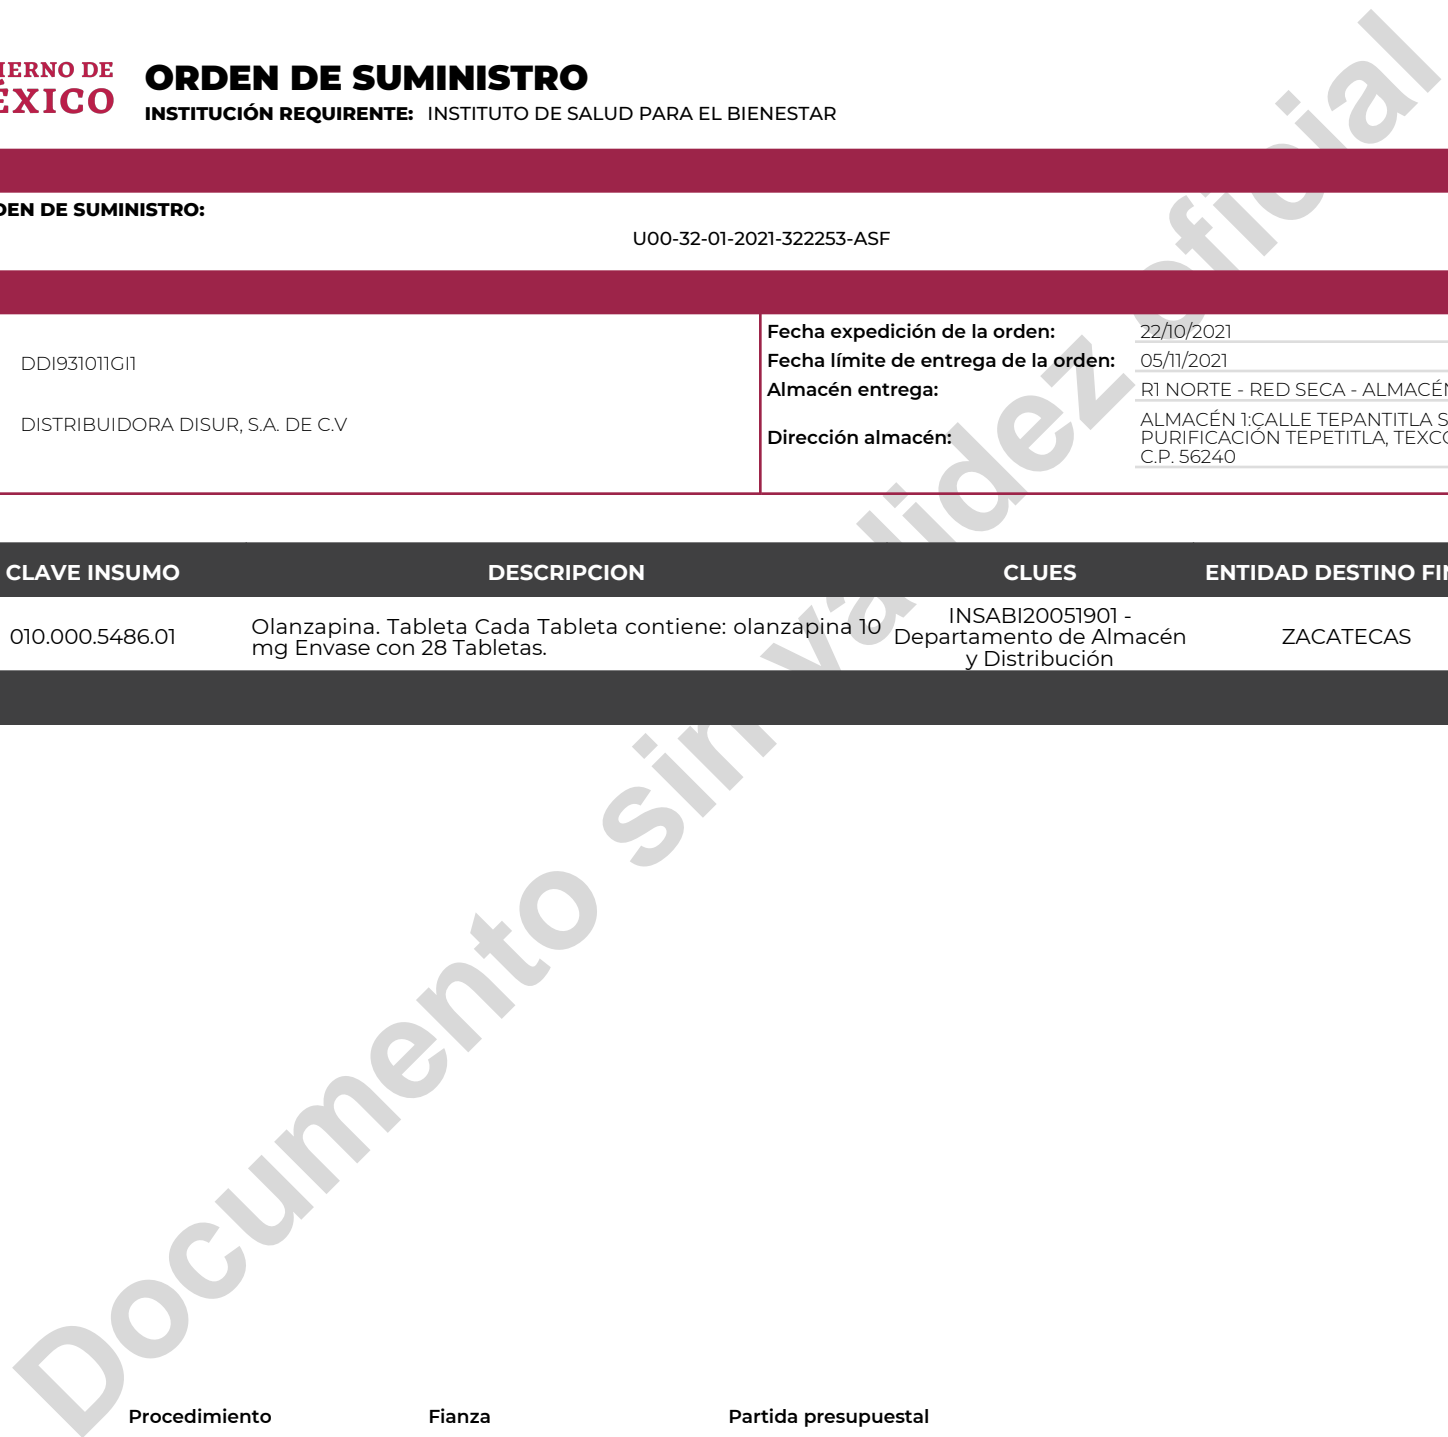 IERNO DE
ÉXICO
ORDEN DE SUMINISTRO
INSTITUCIÓN REQUIRENTE: INSTITUTO DE SALUD PARA EL BIENESTAR
DEN DE SUMINISTRO:
U00-32-01-2021-322253-ASF
DDI931011GI1
DISTRIBUIDORA DISUR, S.A. DE C.V
Fecha expedición de la orden: 22/10/2021
Fecha límite de entrega de la orden: 05/11/2021
Almacén entrega: R1 NORTE - RED SECA - ALMACÉN
Dirección almacén:
ALMACÉN 1:CALLE TEPANTITLA S
PURIFICACIÓN TEPETITLA, TEXCO
C.P. 56240
CLAVE INSUMO DESCRIPCION CLUES ENTIDAD DESTINO FIN
010.000.5486.01
Olanzapina. Tableta Cada Tableta contiene: olanzapina 10
mg Envase con 28 Tabletas.
INSABI20051901 -
Departamento de Almacén
y Distribución
ZACATECAS
Documento sin validez oficial
Procedimiento Fianza Partida presupuestal